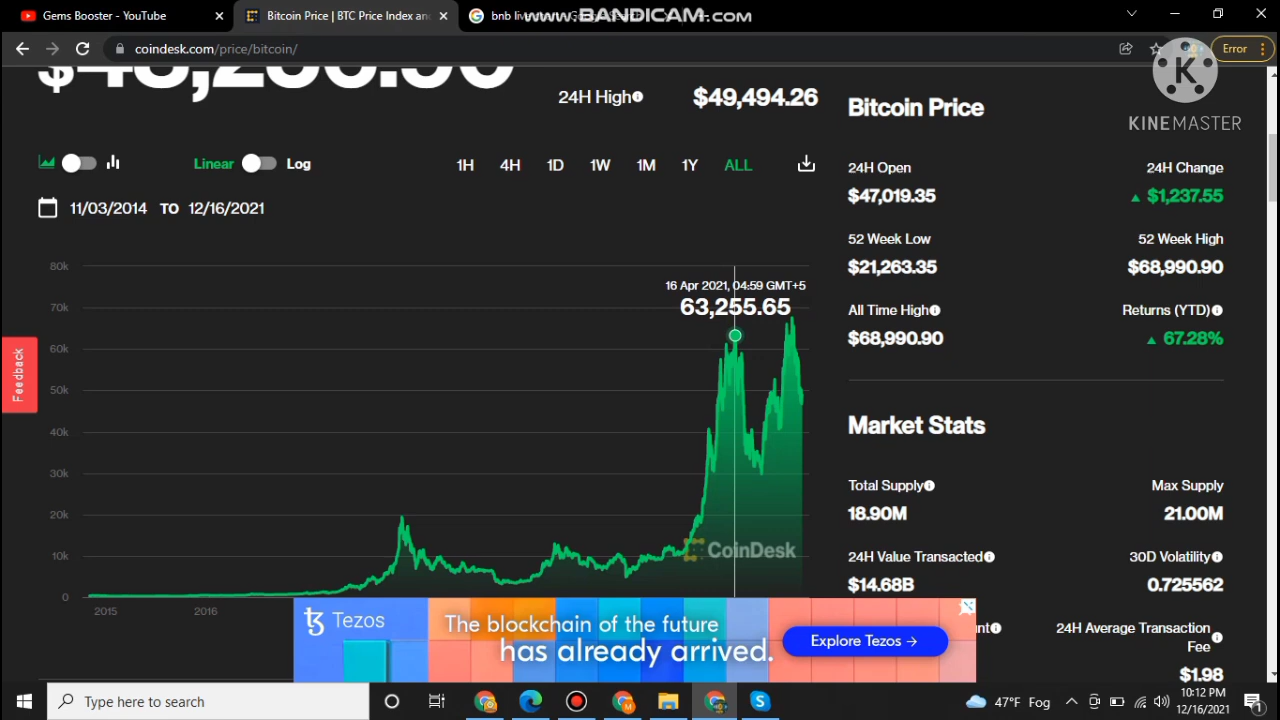 Gems Booster - YouTube
Bitcoin Price | BTC Price Index an
bnb liv
www.BANDICAM.com
coindesk.com/price/bitcoin/
Error
K
KINEMASTER
24H High
$49,494.26
Linear
Log
1H 4H 1D 1W 1M 1Y ALL
11/03/2014 TO 12/16/2021
80k
70k
60k
50k
40k
30k
20k
10k
0
2015
2016
16 Apr 2021, 04:59 GMT+5
63,255.65
CoinDesk
Feedback
Bitcoin Price
24H Open
24H Change
$47,019.35
$1,237.55
52 Week Low
52 Week High
$21,263.35
$68,990.90
All Time High
Returns (YTD)
$68,990.90
67.28%
Market Stats
Total Supply
Max Supply
18.90M
21.00M
24H Value Transacted
30D Volatility
$14.68B
0.725562
24H Average Transaction
Fee
$1.98
Tezos
The blockchain of the future
has already arrived.
Explore Tezos →
Type here to search
47°F Fog
10:12 PM
12/16/2021
1